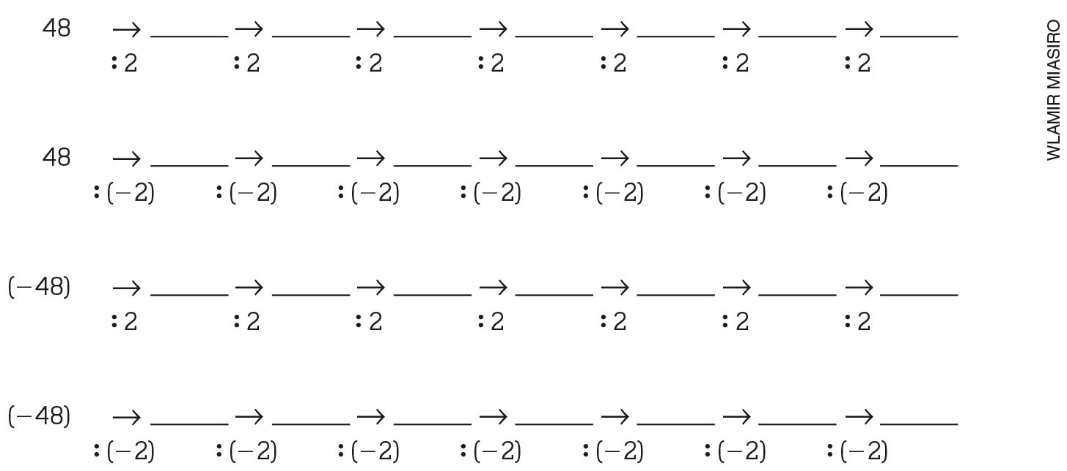 48 → ______ → ______ → ______ → ______ → ______ → ______ → ______
:2 :2 :2 :2 :2 :2 :2
48 → ______ → ______ → ______ → ______ → ______ → ______ → ______
:(−2) :(−2) :(−2) :(−2) :(−2) :(−2) :(−2)
(−48) → ______ → ______ → ______ → ______ → ______ → ______ → ______
:2 :2 :2 :2 :2 :2 :2
(−48) → ______ → ______ → ______ → ______ → ______ → ______ → ______
:(−2) :(−2) :(−2) :(−2) :(−2) :(−2) :(−2)
WLAMIR MIASIRO